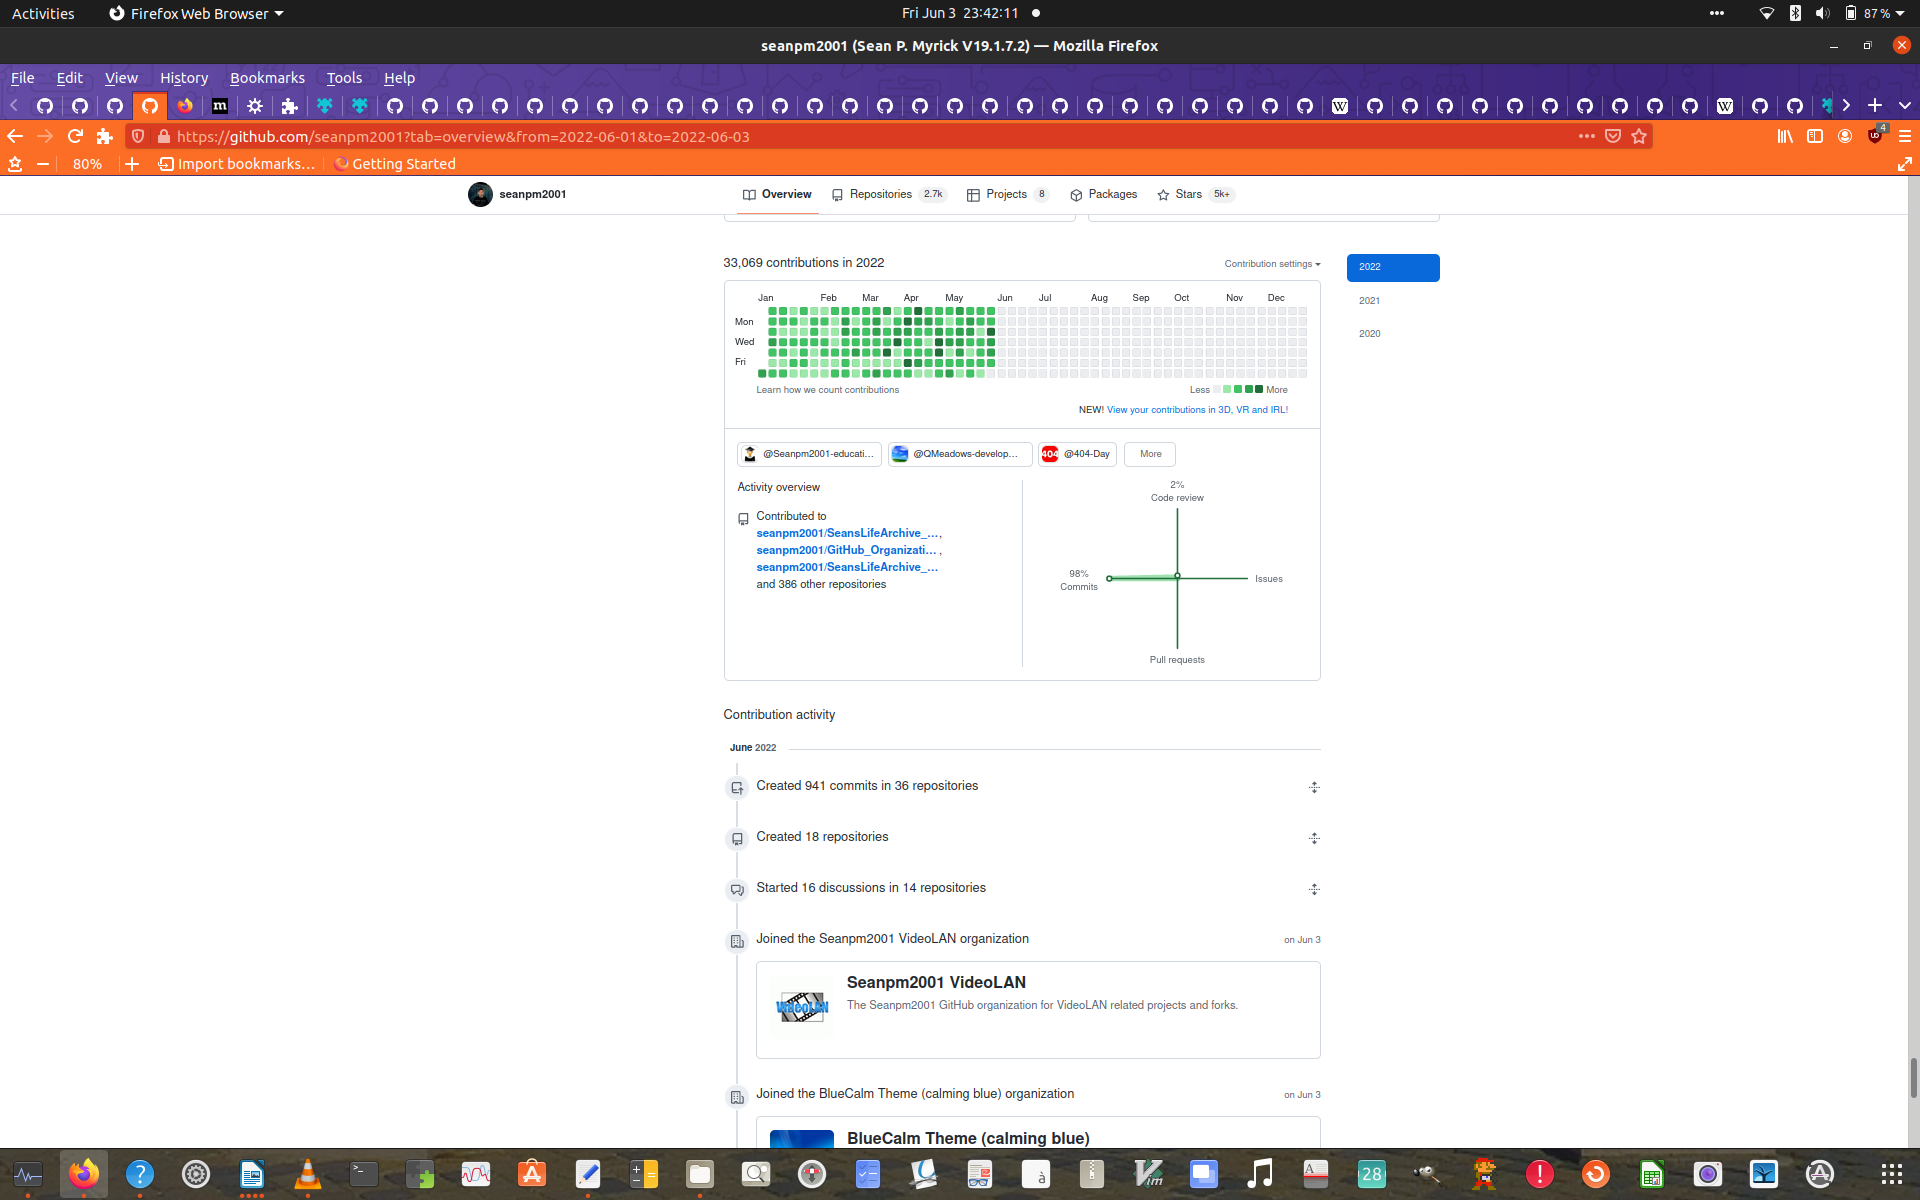 Activities
Firefox Web Browser
Fri Jun 3 23:42:11
87 %
seanpm2001 (Sean P. Myrick V19.1.7.2) — Mozilla Firefox
File Edit View History Bookmarks Tools Help
https://github.com/seanpm2001?tab=overview&from=2022-06-01&to=2022-06-03
4
80%
Import bookmarks...
Getting Started
seanpm2001
Overview
Repositories 2.7k
Projects 8
Packages
Stars 5k+
33,069 contributions in 2022
Contribution settings
2022
2021
2020
Jan Feb Mar Apr May Jun Jul Aug Sep Oct Nov Dec
Mon
Wed
Fri
Learn how we count contributions
Less More
NEW! View your contributions in 3D, VR and IRL!
@Seanpm2001-educati...
@QMeadows-develop...
404 @404-Day
More
Activity overview
Contributed to
seanpm2001/SeansLifeArchive_...,
seanpm2001/GitHub_Organizati... ,
seanpm2001/SeansLifeArchive_...
and 386 other repositories
2%
Code review
98%
Commits
Issues
Pull requests
Contribution activity
June 2022
Created 941 commits in 36 repositories
Created 18 repositories
Started 16 discussions in 14 repositories
Joined the Seanpm2001 VideoLAN organization
on Jun 3
VideoLAN
Seanpm2001 VideoLAN
The Seanpm2001 GitHub organization for VideoLAN related projects and forks.
Joined the BlueCalm Theme (calming blue) organization
on Jun 3
BlueCalm Theme (calming blue)
28